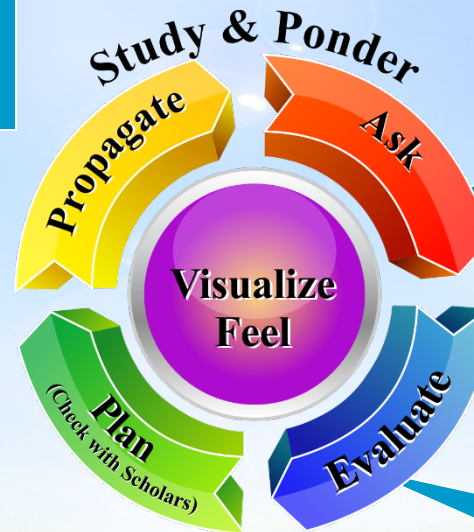 Study & Ponder
Ask
Evaluate
Plan
(Check with Scholars)
Propagate
Visualize
Feel